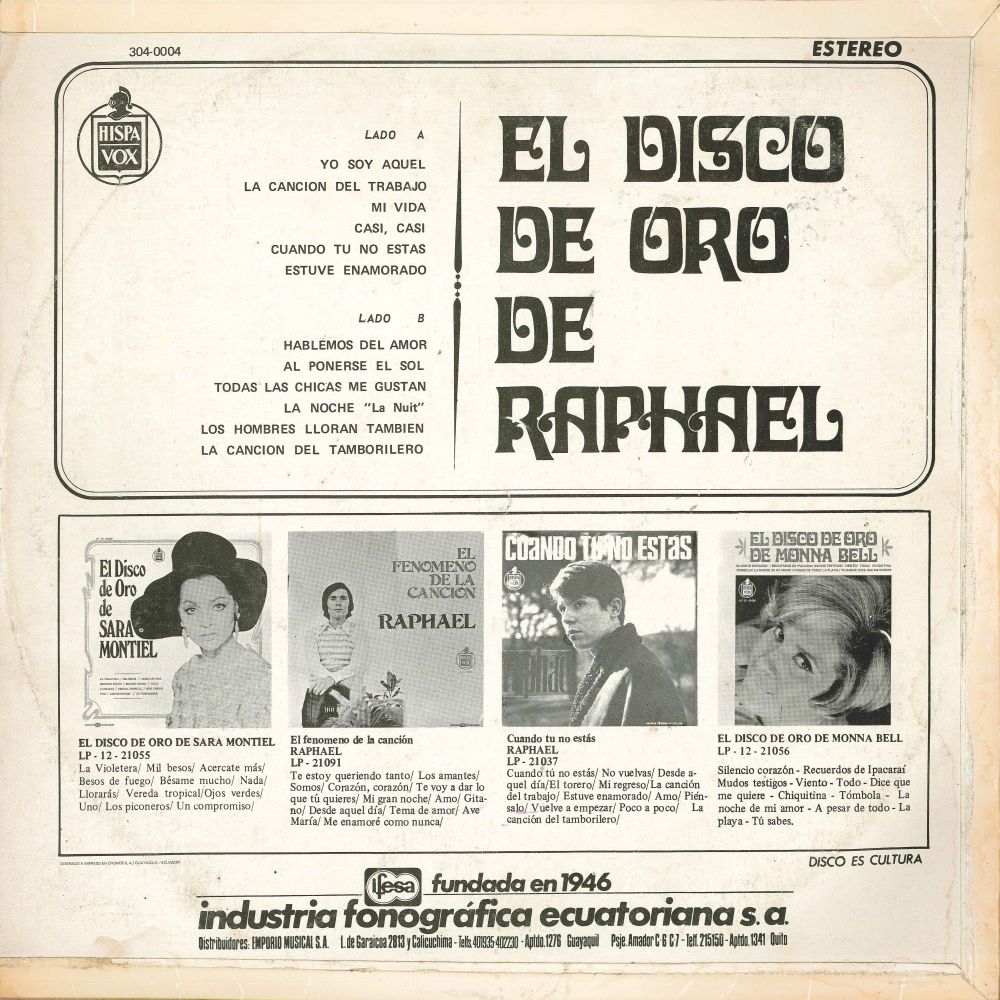 304-0004
ESTEREO
HISPA
VOX
LADO A
YO SOY AQUEL
LA CANCION DEL TRABAJO
MI VIDA
CASI, CASI
CUANDO TU NO ESTAS
ESTUVE ENAMORADO
LADO B
HABLEMOS DEL AMOR
AL PONERSE EL SOL
TODAS LAS CHICAS ME GUSTAN
LA NOCHE "La Nuit"
LOS HOMBRES LLORAN TAMBIEN
LA CANCION DEL TAMBORILERO
EL DISCO
DE ORO
DE
RAPHAEL
El Disco
de Oro
de
SARA
MONTIEL
EL DISCO DE ORO DE SARA MONTIEL
LP - 12 - 21055
La Violetera/ Mil besos/ Acercate más/
Besos de fuego/ Bésame mucho/ Nada/
Llorarás/ Vereda tropical/Ojos verdes/
Uno/ Los piconeros/ Un compromiso/
EL
FENOMENO
DE LA
CANCION
RAPHAEL
El fenomeno de la canción
RAPHAEL
LP - 21091
Te estoy queriendo tanto/ Los amantes/
Somos/ Corazón, corazón/ Te voy a dar lo
que tú quieres/ Mi gran noche/ Amo/ Gita-
no/ Desde aquel día/ Tema de amor/ Ave
María/ Me enamoré como nunca/
CUANDO TU NO ESTAS
raphael
Cuando tu no estás
RAPHAEL
LP - 21037
Cuando tú no estás/ No vuelvas/ Desde a-
quel día/El torero/ Mi regreso/La canción
del trabajo/ Estuve enamorado/ Amo/ Pién-
salo/ Vuelve a empezar/ Poco a poco/ La
canción del tamborilero/
EL DISCO DE ORO
DE MONNA BELL
EL DISCO DE ORO DE MONNA BELL
LP - 12 - 21056
Silencio corazón - Recuerdos de Ipacaraí
Mudos testigos - Viento - Todo - Dice que
me quiere - Chiquitina - Tómbola - La
noche de mi amor - A pesar de todo - La
playa - Tú sabes.
DISEÑADO E IMPRESO EN CROMOS S.A./ GUAYAQUIL - ECUADOR
DISCO ES CULTURA
ifesa fundada en 1946
industria fonográfica ecuatoriana s.a.
Distribuidores: EMPORIO MUSICAL S.A. L. de Garaicoa 2813 y Calicuchima - Telfs: 401935-402230 - Aptdo. 1276 Guayaquil Psje. Amador C 6 C 7 - Telf. 215150 - Aptdo. 1341 Quito